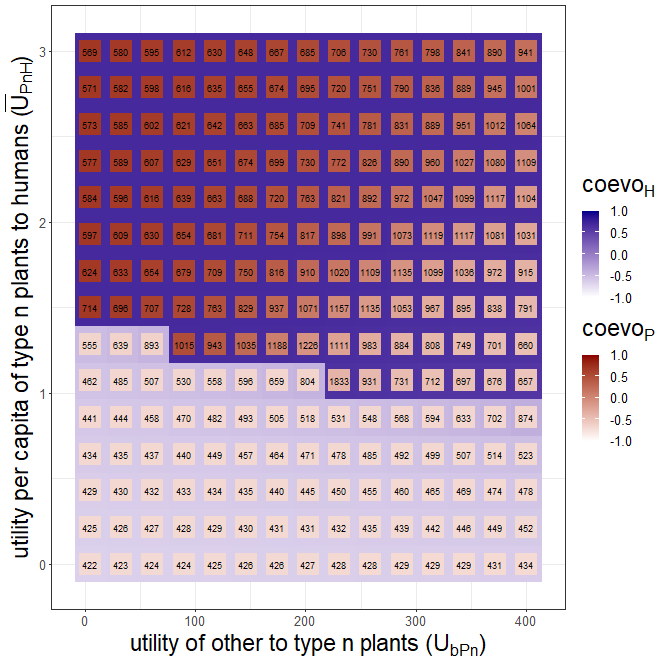 utility per capita of type n plants to humans (U̅PnH)
3
2
1
0
569 580 595 612 630 648 667 685 706 730 761 798 841 890 941
571 582 598 616 635 655 674 695 720 751 790 836 889 945 1001
573 585 602 621 642 663 685 709 741 781 831 889 951 1012 1064
577 589 607 629 651 674 699 730 772 826 890 960 1027 1080 1109
584 596 616 639 663 688 720 763 821 892 972 1047 1099 1117 1104
597 609 630 654 681 711 754 817 898 991 1073 1119 1117 1081 1031
624 633 654 679 709 750 816 910 1020 1109 1135 1099 1036 972 915
714 696 707 728 763 829 937 1071 1157 1135 1053 967 895 838 791
555 639 893 1015 943 1035 1188 1226 1111 983 884 808 749 701 660
462 485 507 530 558 596 659 804 1833 931 731 712 697 676 657
441 444 458 470 482 493 505 518 531 548 568 594 633 702 874
434 435 437 440 449 457 464 471 478 485 492 499 507 514 523
429 430 432 433 434 435 440 445 450 455 460 465 469 474 478
425 426 427 428 429 430 431 431 432 435 439 442 446 449 452
422 423 424 424 425 426 426 427 428 428 429 429 429 431 434
0 100 200 300 400
utility of other to type n plants (UbPn)
coevoH
1.0
0.5
0.0
-0.5
-1.0
coevoP
1.0
0.5
0.0
-0.5
-1.0